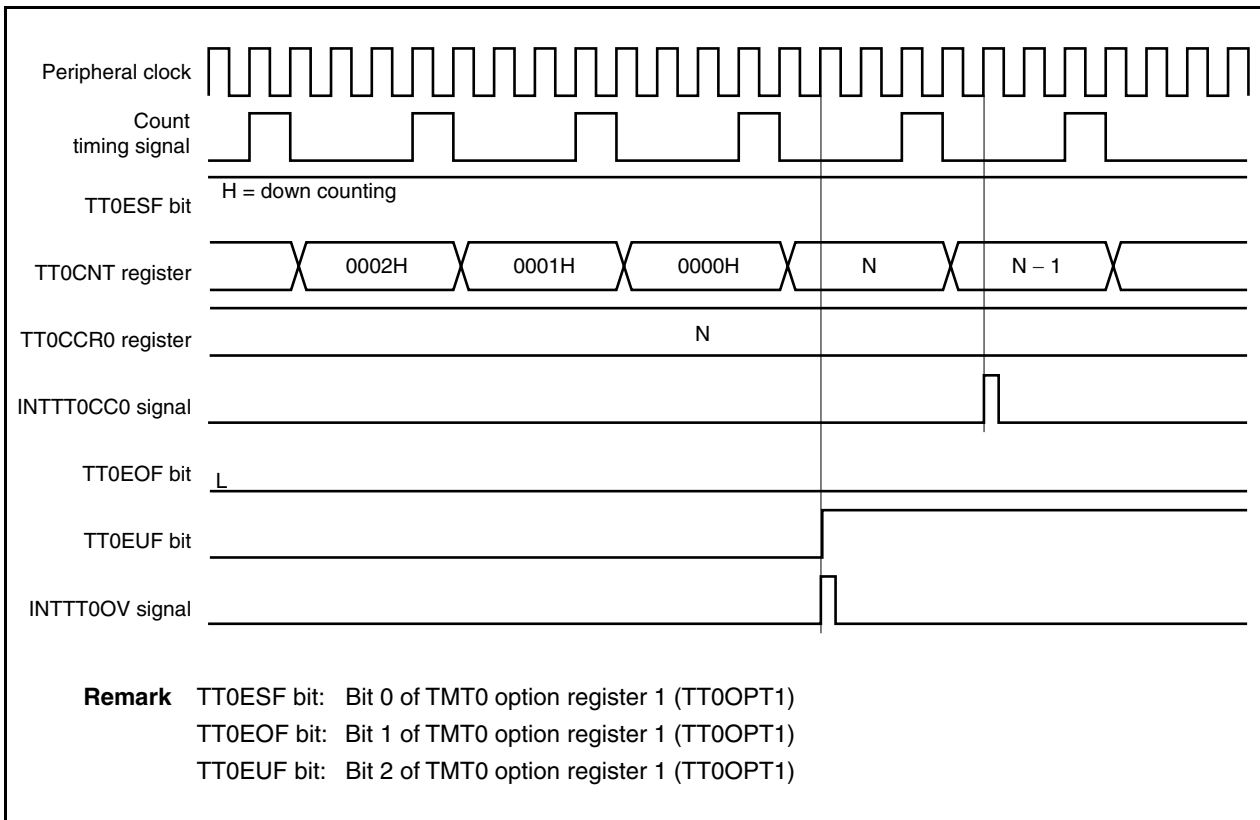 Peripheral clock
Count
timing signal
H = down counting
TT0ESF bit
TT0CNT register
0002H
0001H
0000H
N
N – 1
TT0CCR0 register
N
INTTT0CC0 signal
TT0EOF bit
L
TT0EUF bit
INTTT0OV signal
Remark TT0ESF bit: Bit 0 of TMT0 option register 1 (TT0OPT1)
TT0EOF bit: Bit 1 of TMT0 option register 1 (TT0OPT1)
TT0EUF bit: Bit 2 of TMT0 option register 1 (TT0OPT1)